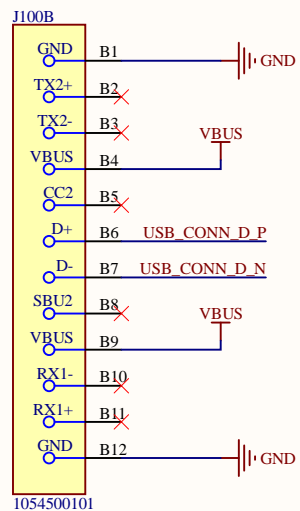 J100B
GND B1 GND
TX2+ B2
TX2- B3
VBUS
VBUS B4
CC2 B5
D+ B6 USB_CONN_D_P
D- B7 USB_CONN_D_N
SBU2 B8
VBUS
VBUS B9
RX1- B10
RX1+ B11
GND B12 GND
1054500101